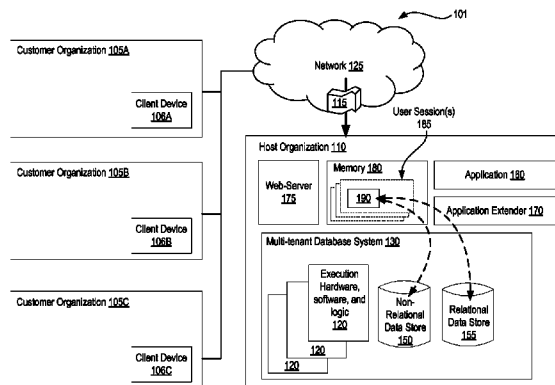 101
Customer Organization 105A
Client Device
106A
Customer Organization 105B
Client Device
106B
Customer Organization 105C
Client Device
106C
Network 125
115
User Session(s)
185
Host Organization 110
Web-Server
175
Memory 180
190
Application
Application Extender 170
Multi-tenant Database System 130
Execution
Hardware,
software, and
logic
120
120
120
Non-
Relational
Data Store
150
Relational
Data Store
155